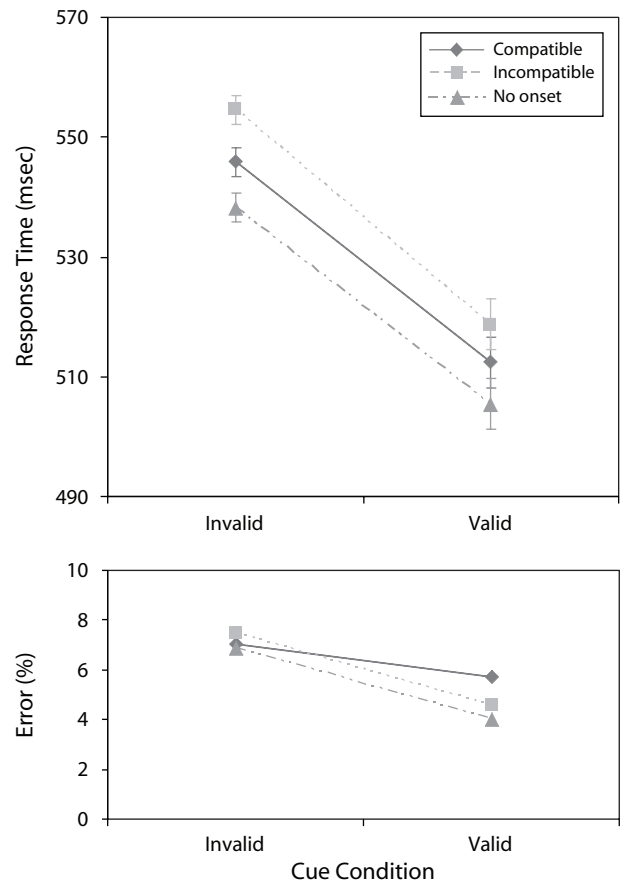 570
550
530
510
490
Response Time (msec)
Compatible
Incompatible
No onset
Invalid
Valid
10
8
6
4
2
0
Error (%)
Invalid
Valid
Cue Condition